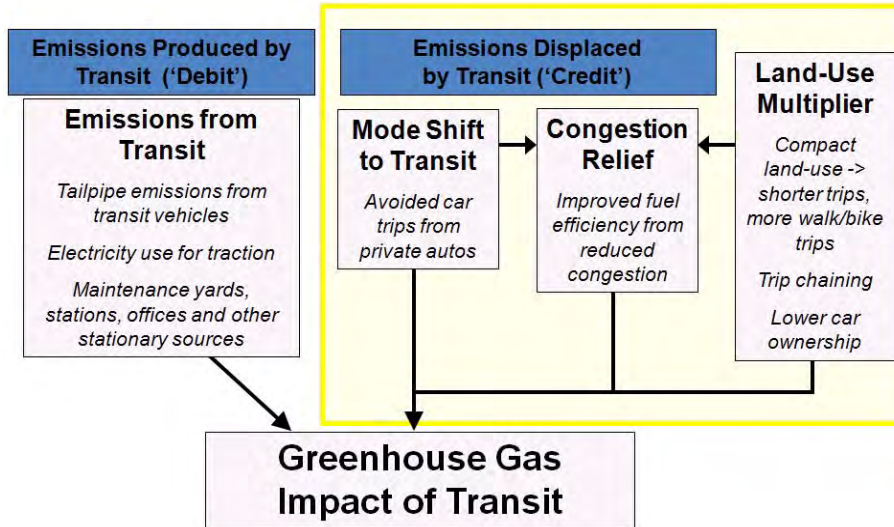 Emissions Produced by
Transit (‘Debit’)
Emissions from
Transit
Tailpipe emissions from
transit vehicles
Electricity use for traction
Maintenance yards,
stations, offices and other
stationary sources
Emissions Displaced
by Transit (‘Credit’)
Mode Shift
to Transit
Avoided car
trips from
private autos
Congestion
Relief
Improved fuel
efficiency from
reduced
congestion
Land-Use
Multiplier
Compact
land-use ->
shorter trips,
more walk/bike
trips
Trip chaining
Lower car
ownership
Greenhouse Gas
Impact of Transit